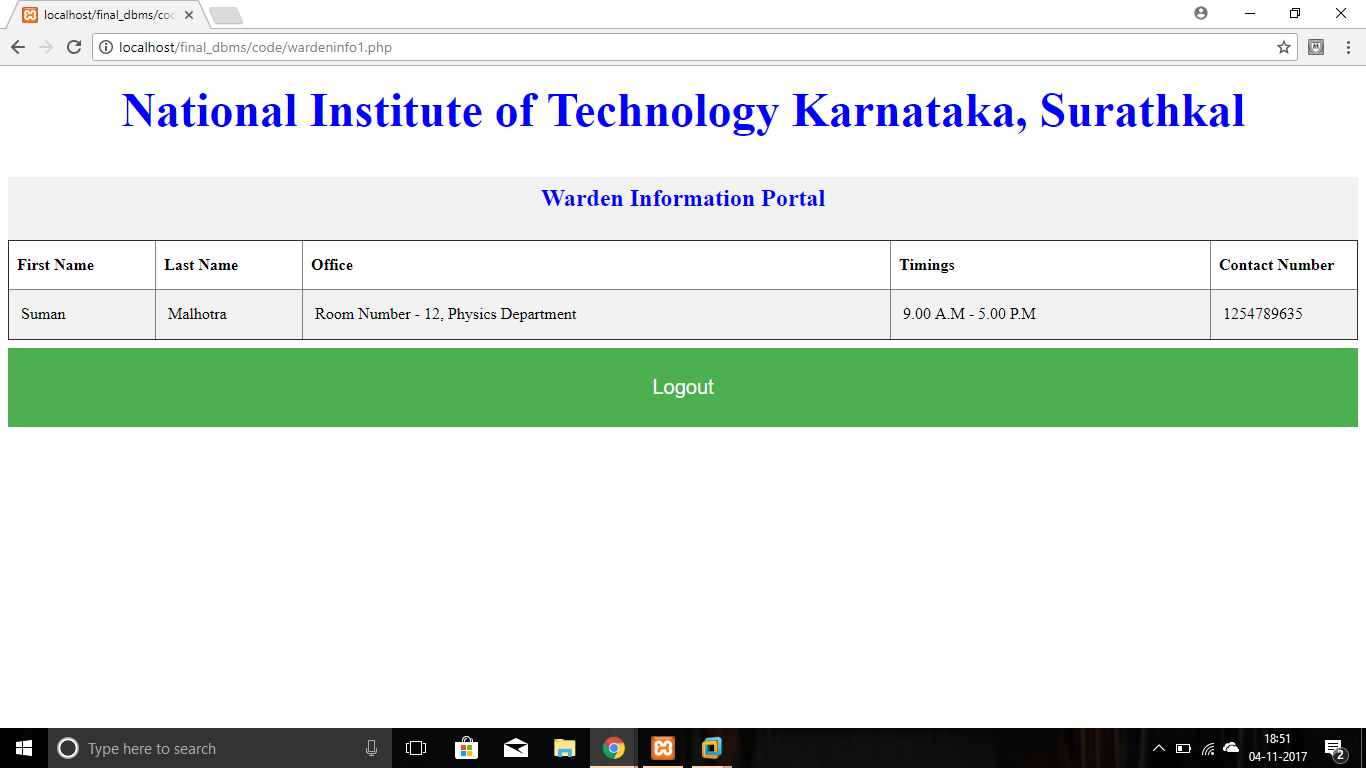 localhost/final_dbms/coc
localhost/final_dbms/code/wardeninfo1.php
National Institute of Technology Karnataka, Surathkal
Warden Information Portal
First Name Last Name Office Timings Contact Number
Suman Malhotra Room Number - 12, Physics Department 9.00 A.M - 5.00 P.M 1254789635
Logout
Type here to search
18:51
04-11-2017
2